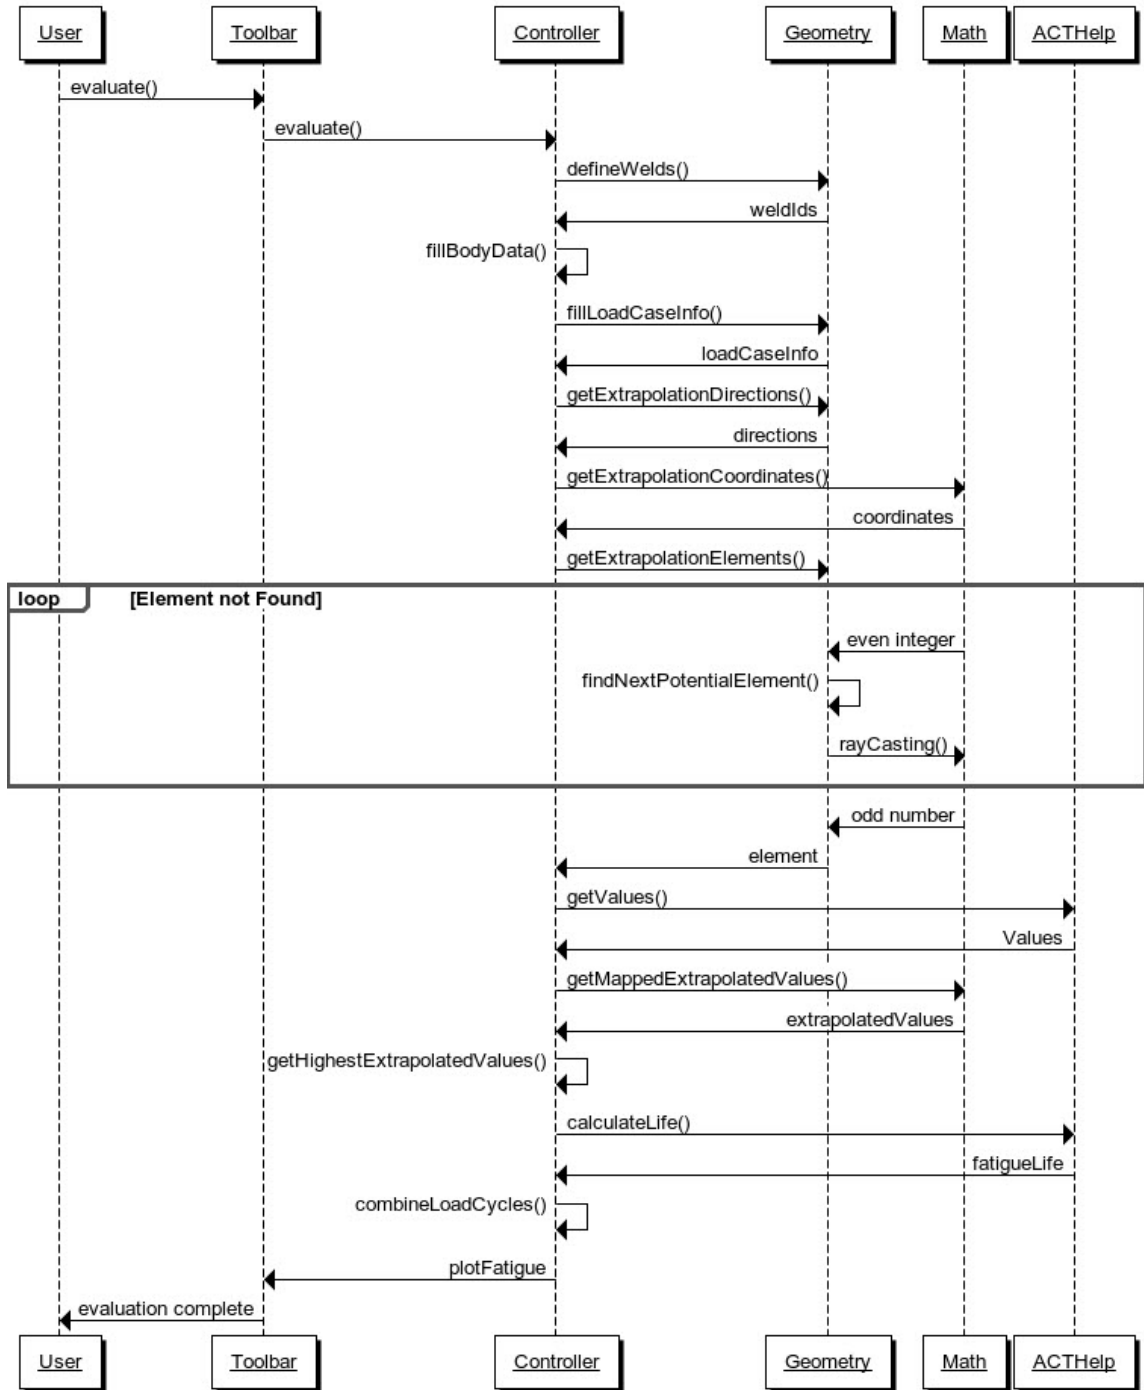 User Toolbar Controller Geometry Math ACTHelp
evaluate()
evaluate()
defineWelds()
weldIds
fillBodyData()
fillLoadCaseInfo()
loadCaseInfo
getExtrapolationDirections()
directions
getExtrapolationCoordinates()
coordinates
getExtrapolationElements()
loop [Element not Found]
even integer
findNextPotentialElement()
rayCasting()
odd number
element
getValues()
Values
getMappedExtrapolatedValues()
extrapolatedValues
getHighestExtrapolatedValues()
calculateLife()
fatigueLife
combineLoadCycles()
plotFatigue
evaluation complete
User Toolbar Controller Geometry Math ACTHelp